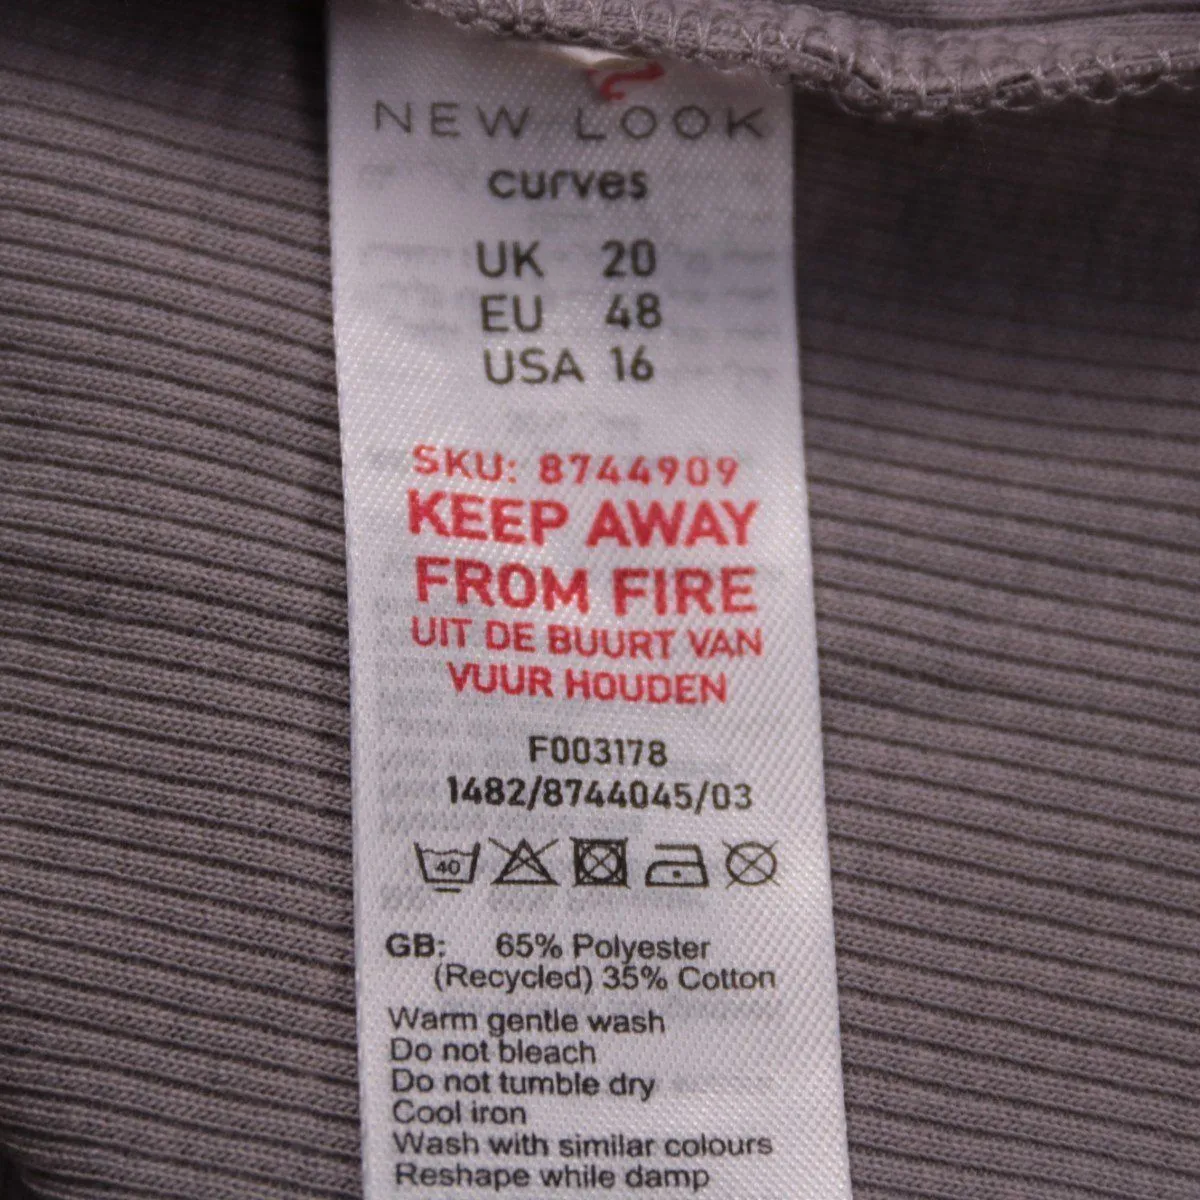 NEW LOOK
curves
UK 20
EU 48
USA 16
SKU: 8744909
KEEP AWAY
FROM FIRE
UIT DE BUURT VAN
VUUR HOUDEN
F003178
1482/8744045/03
40
GB: 65% Polyester
(Recycled) 35% Cotton
Warm gentle wash
Do not bleach
Do not tumble dry
Cool iron
Wash with similar colours
Reshape while damp